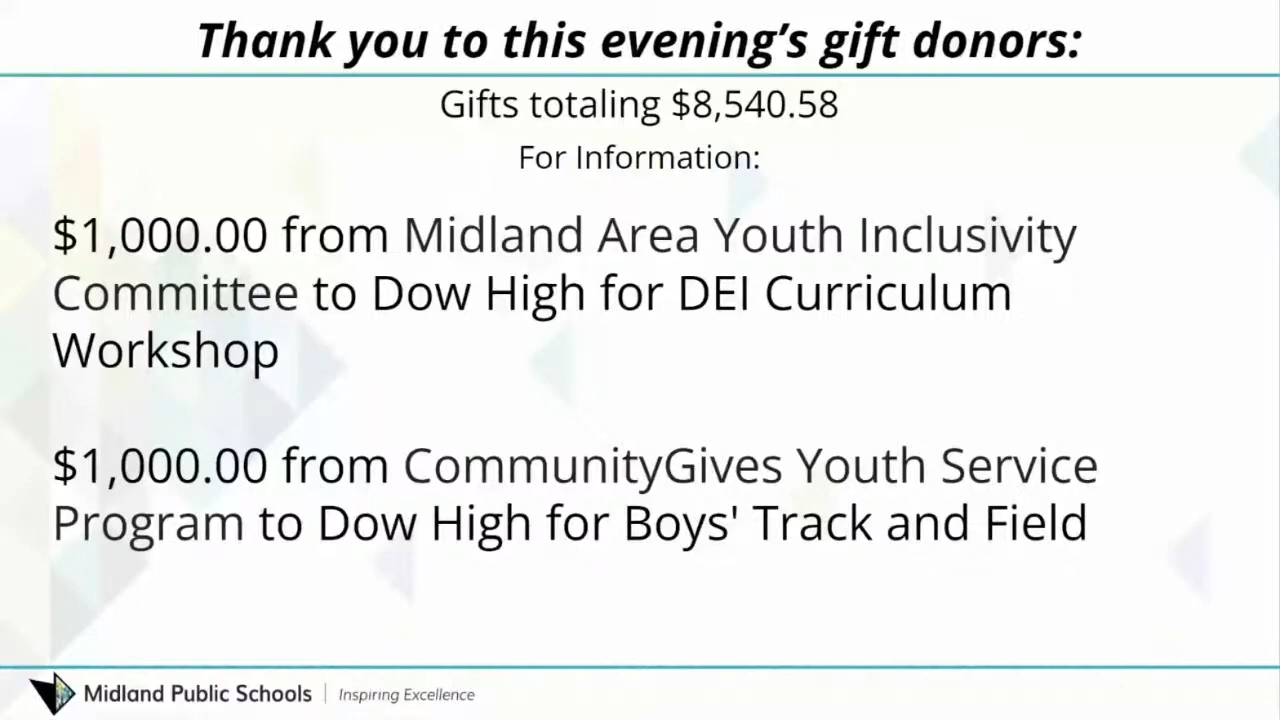 Thank you to this evening’s gift donors:
Gifts totaling $8,540.58
For Information:
$1,000.00 from Midland Area Youth Inclusivity
Committee to Dow High for DEI Curriculum
Workshop
$1,000.00 from CommunityGives Youth Service
Program to Dow High for Boys' Track and Field
Midland Public Schools | Inspiring Excellence